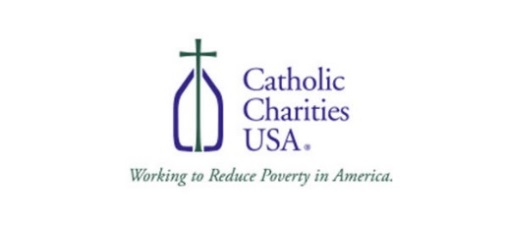 Catholic
Charities
USA®
Working to Reduce Poverty in America.